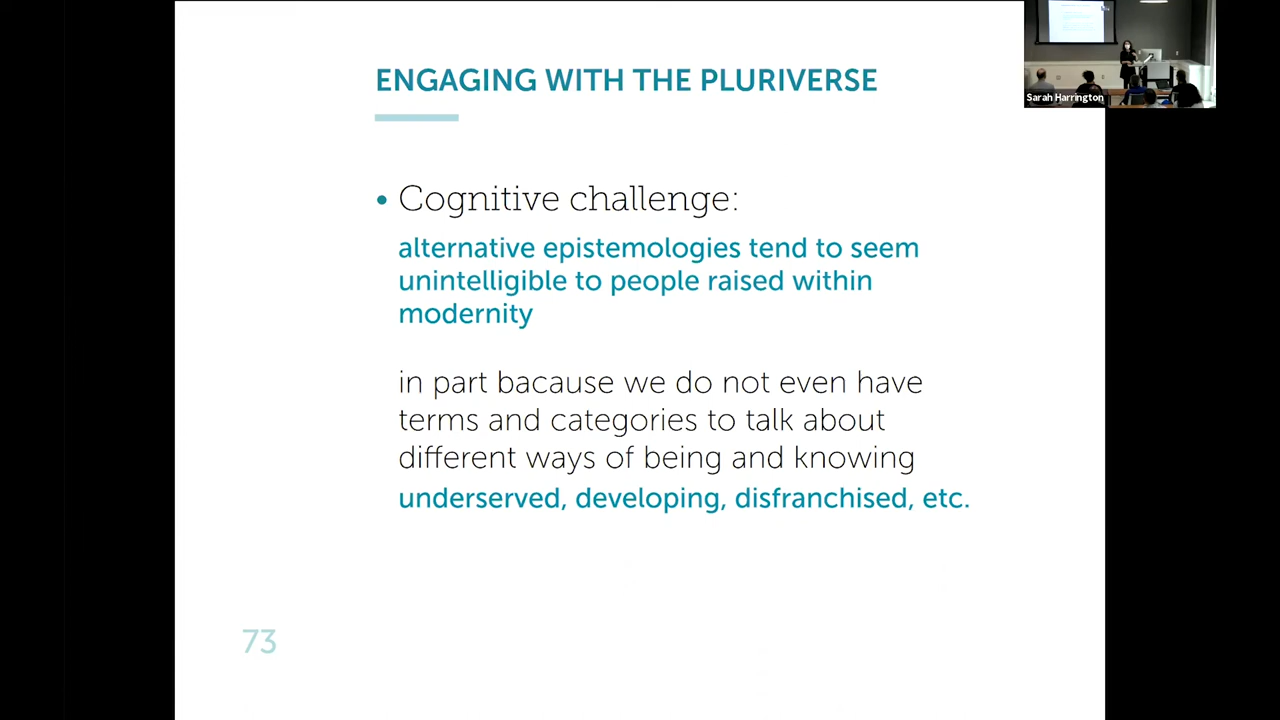 ENGAGING WITH THE PLURIVERSE
Sarah Harrington
• Cognitive challenge:
alternative epistemologies tend to seem
unintelligible to people raised within
modernity
in part bacause we do not even have
terms and categories to talk about
different ways of being and knowing
underserved, developing, disfranchised, etc.
73